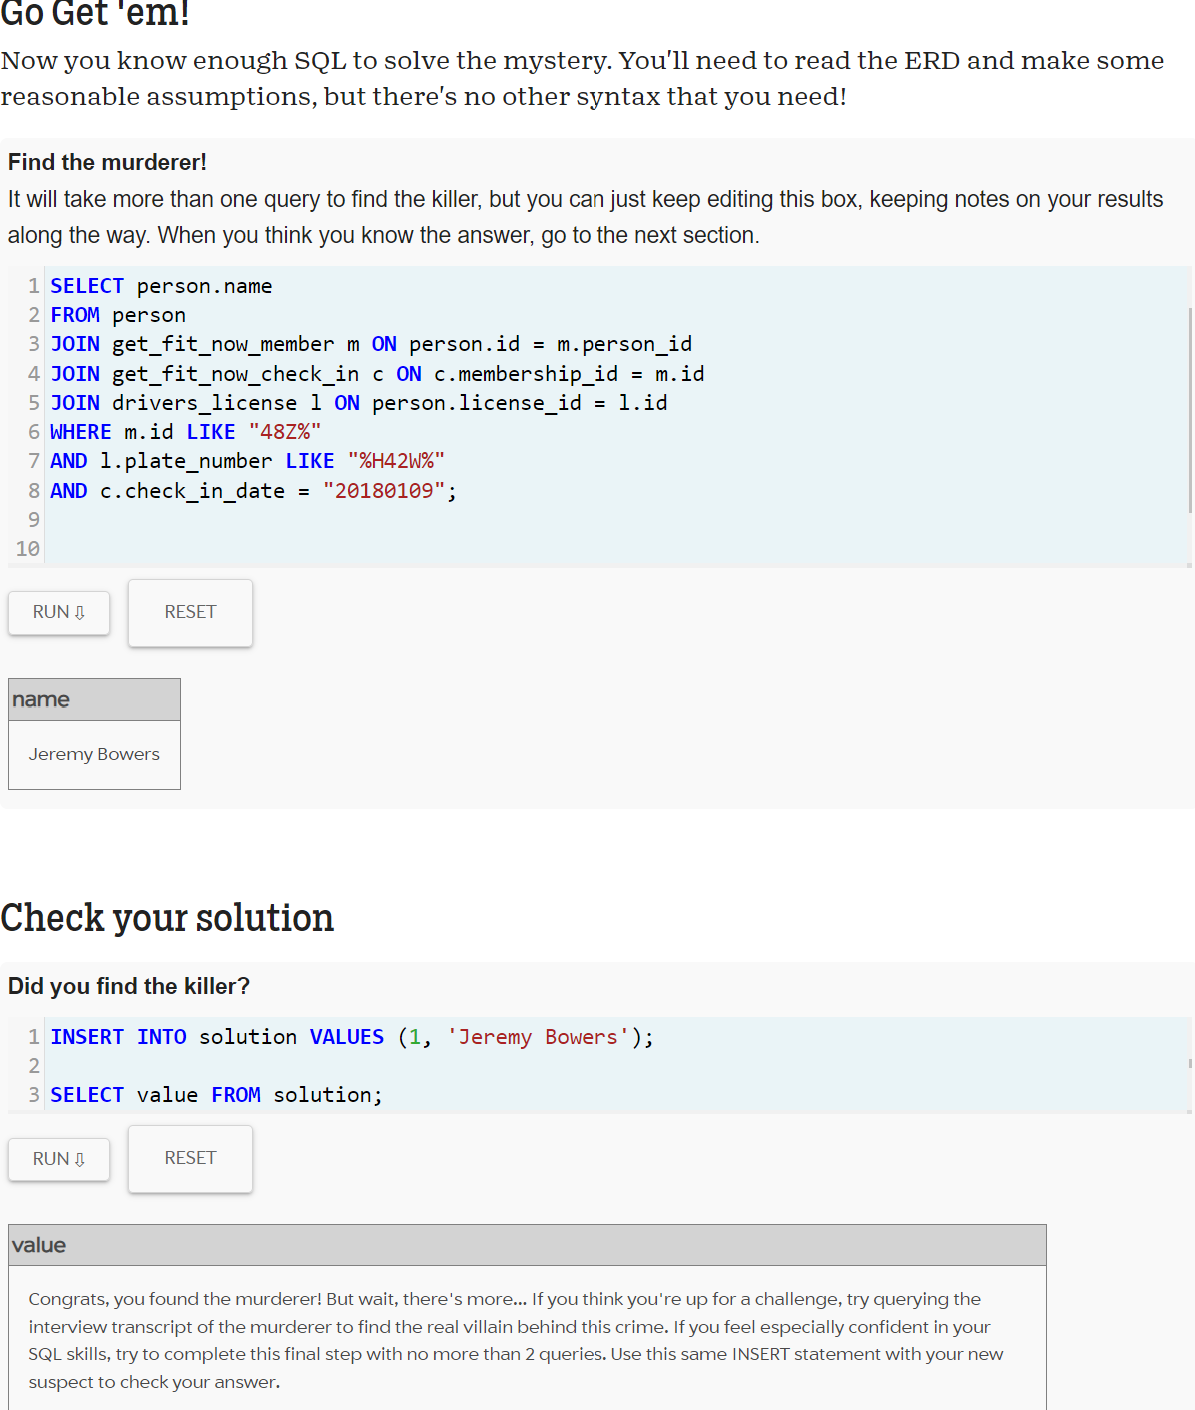 Go Get 'em!
Now you know enough SQL to solve the mystery. You'll need to read the ERD and make some
reasonable assumptions, but there's no other syntax that you need!
Find the murderer!
It will take more than one query to find the killer, but you can just keep editing this box, keeping notes on your results
along the way. When you think you know the answer, go to the next section.
1 SELECT person.name
2 FROM person
3 JOIN get_fit_now_member m ON person.id = m.person_id
4 JOIN get_fit_now_check_in c ON c.membership_id = m.id
5 JOIN drivers_license l ON person.license_id = l.id
6 WHERE m.id LIKE "48Z%"
7 AND l.plate_number LIKE "%H42W%"
8 AND c.check_in_date = "20180109";
9
10
RUN ⇩ RESET
name
Jeremy Bowers
Check your solution
Did you find the killer?
1 INSERT INTO solution VALUES (1, 'Jeremy Bowers');
2
3 SELECT value FROM solution;
RUN ⇩ RESET
value
Congrats, you found the murderer! But wait, there's more... If you think you're up for a challenge, try querying the
interview transcript of the murderer to find the real villain behind this crime. If you feel especially confident in your
SQL skills, try to complete this final step with no more than 2 queries. Use this same INSERT statement with your new
suspect to check your answer.